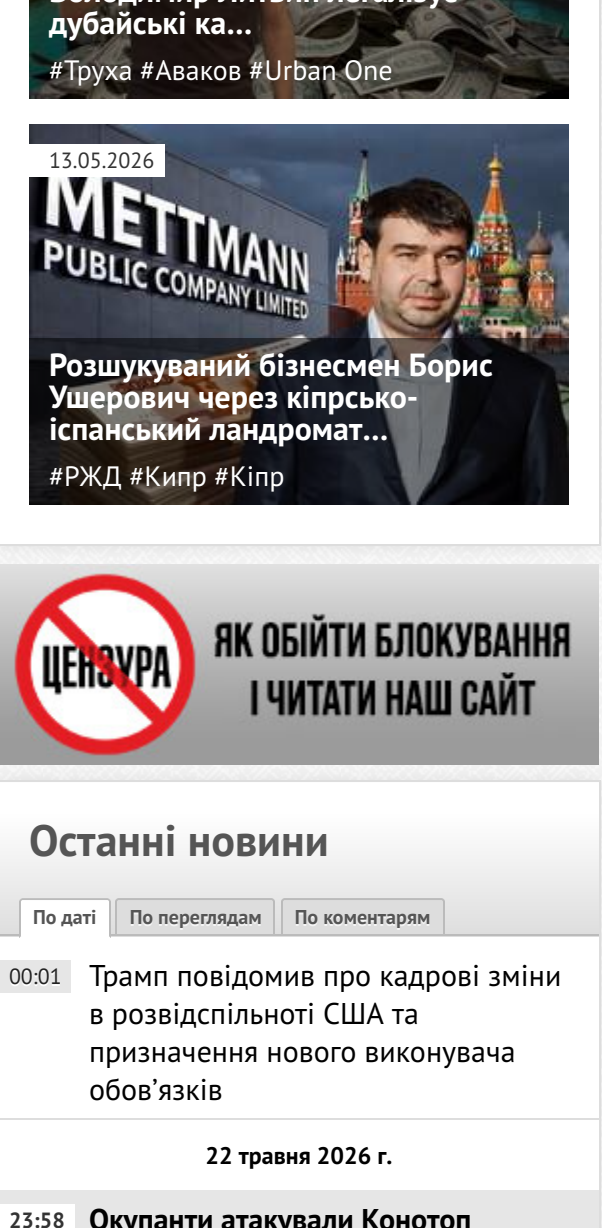 дубайські ка...
#Труха #Аваков #Urban One
13.05.2026
METTMANN
PUBLIC COMPANY LIMITED
Розшукуваний бізнесмен Борис
Ушерович через кіпрсько-
іспанський ландромат...
#РЖД #Кипр #Кіпр
ЦЕНЗУРА
ЯК ОБІЙТИ БЛОКУВАННЯ
І ЧИТАТИ НАШ САЙТ
Останні новини
По даті По переглядам По коментарям
00:01 Трамп повідомив про кадрові зміни
в розвідспільноті США та
призначення нового виконувача
обов’язків
22 травня 2026 г.
23:58 Окупанти атакували Конотоп